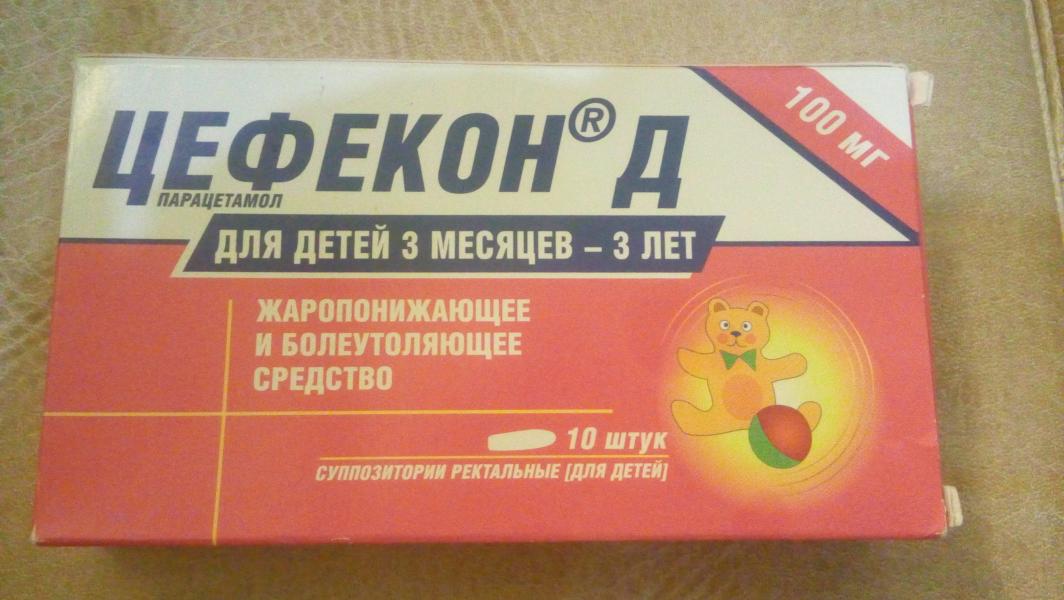 ЦЕФЕКОН® Д
ПАРАЦЕТАМОЛ
100 мг
ДЛЯ ДЕТЕЙ 3 МЕСЯЦЕВ – 3 ЛЕТ
ЖАРОПОНИЖАЮЩЕЕ
И БОЛЕУТОЛЯЮЩЕЕ
СРЕДСТВО
10 штук
СУППОЗИТОРИИ РЕКТАЛЬНЫЕ [ДЛЯ ДЕТЕЙ]